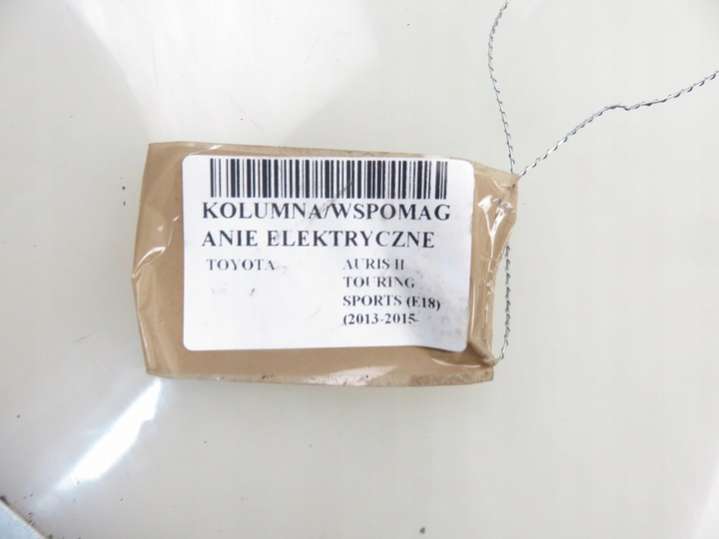 KOLUMNA/WSPOMAG
ANIE ELEKTRYCZNE
TOYOTA AURIS II
TOURING
SPORTS (E18)
(2013-2015-